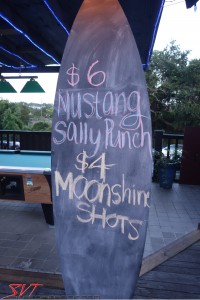 $6
Mustang
Sally Punch
$4
Moonshine
SHOTS
SVT